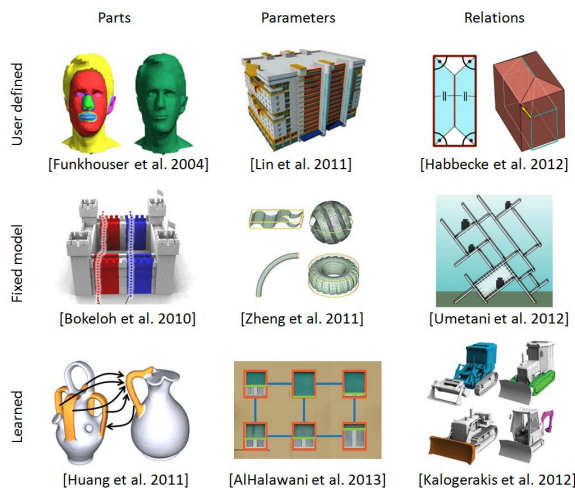 Parts Parameters Relations
User defined
[Funkhouser et al. 2004] [Lin et al. 2011] [Habbecke et al. 2012]
Fixed model
[Bokeloh et al. 2010] [Zheng et al. 2011] [Umetani et al. 2012]
Learned
[Huang et al. 2011] [AlHalawani et al. 2013] [Kalogerakis et al. 2012]